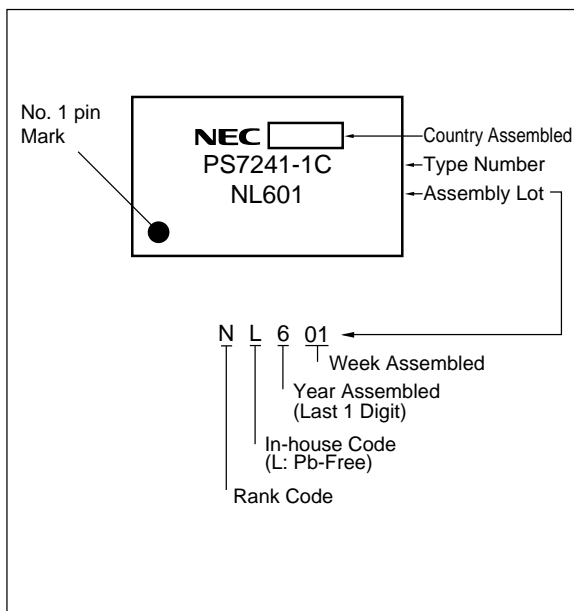 No. 1 pin
Mark
NEC
Country Assembled
PS7241-1C
Type Number
NL601
Assembly Lot
N L 6 01
Week Assembled
Year Assembled
(Last 1 Digit)
In-house Code
(L: Pb-Free)
Rank Code